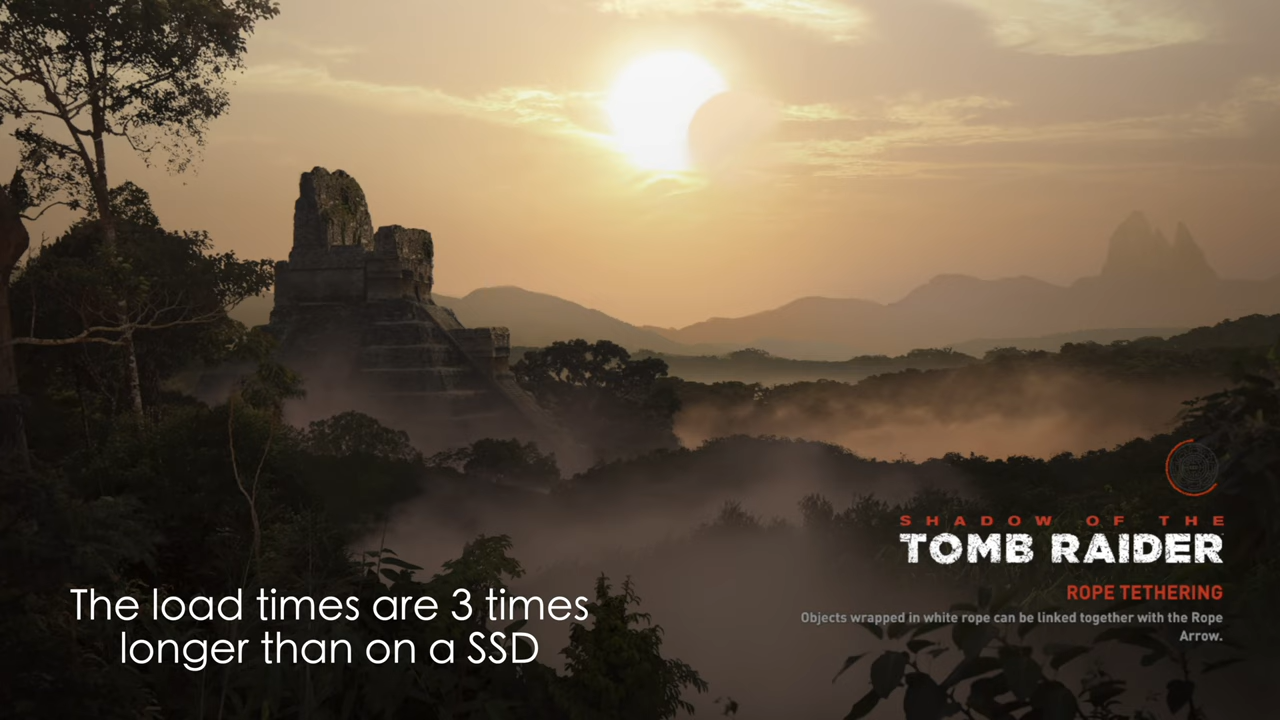 SHADOW OF THE
TOMB RAIDER
ROPE TETHERING
Objects wrapped in white rope can be linked together with the Rope
Arrow.
The load times are 3 times
longer than on a SSD